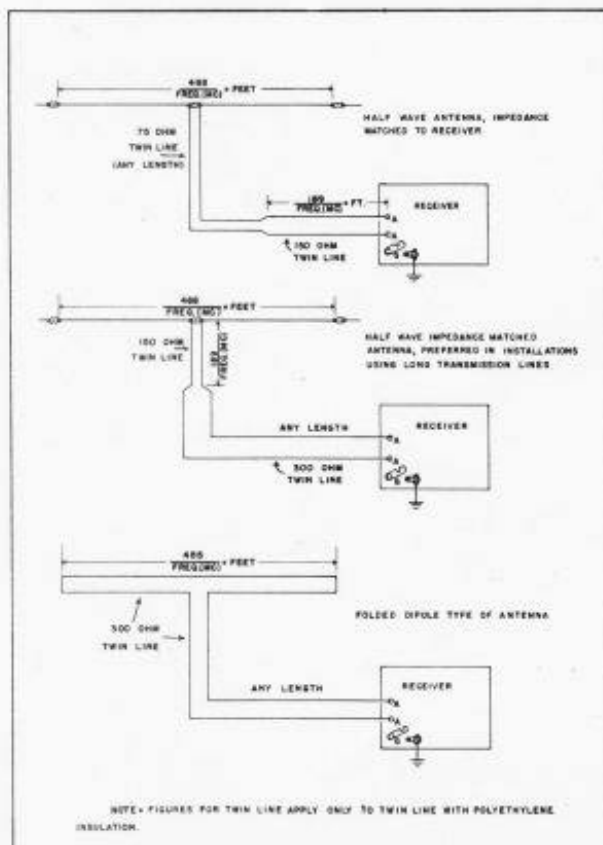 FREQ.(MC) = FEET
HALF WAVE ANTENNA, IMPEDANCE
MATCHED TO RECEIVER
75 OHM
TWIN LINE
(ANY LENGTH)
189
FREQ.(MC) = FT.
RECEIVER
A
A
G
150 OHM
TWIN LINE
FREQ.(MC) = FEET
150 OHM
TWIN LINE
189
FREQ.(MC)
HALF WAVE IMPEDANCE MATCHED
ANTENNA, PREFERRED IN INSTALLATIONS
USING LONG TRANSMISSION LINES
ANY LENGTH
RECEIVER
A
A
G
300 OHM
TWIN LINE
FREQ.(MC) = FEET
300 OHM
TWIN LINE
FOLDED DIPOLE TYPE OF ANTENNA
ANY LENGTH
RECEIVER
A
A
G
NOTE= FIGURES FOR TWIN LINE APPLY ONLY TO TWIN LINE WITH POLYETHYLENE
INSULATION.